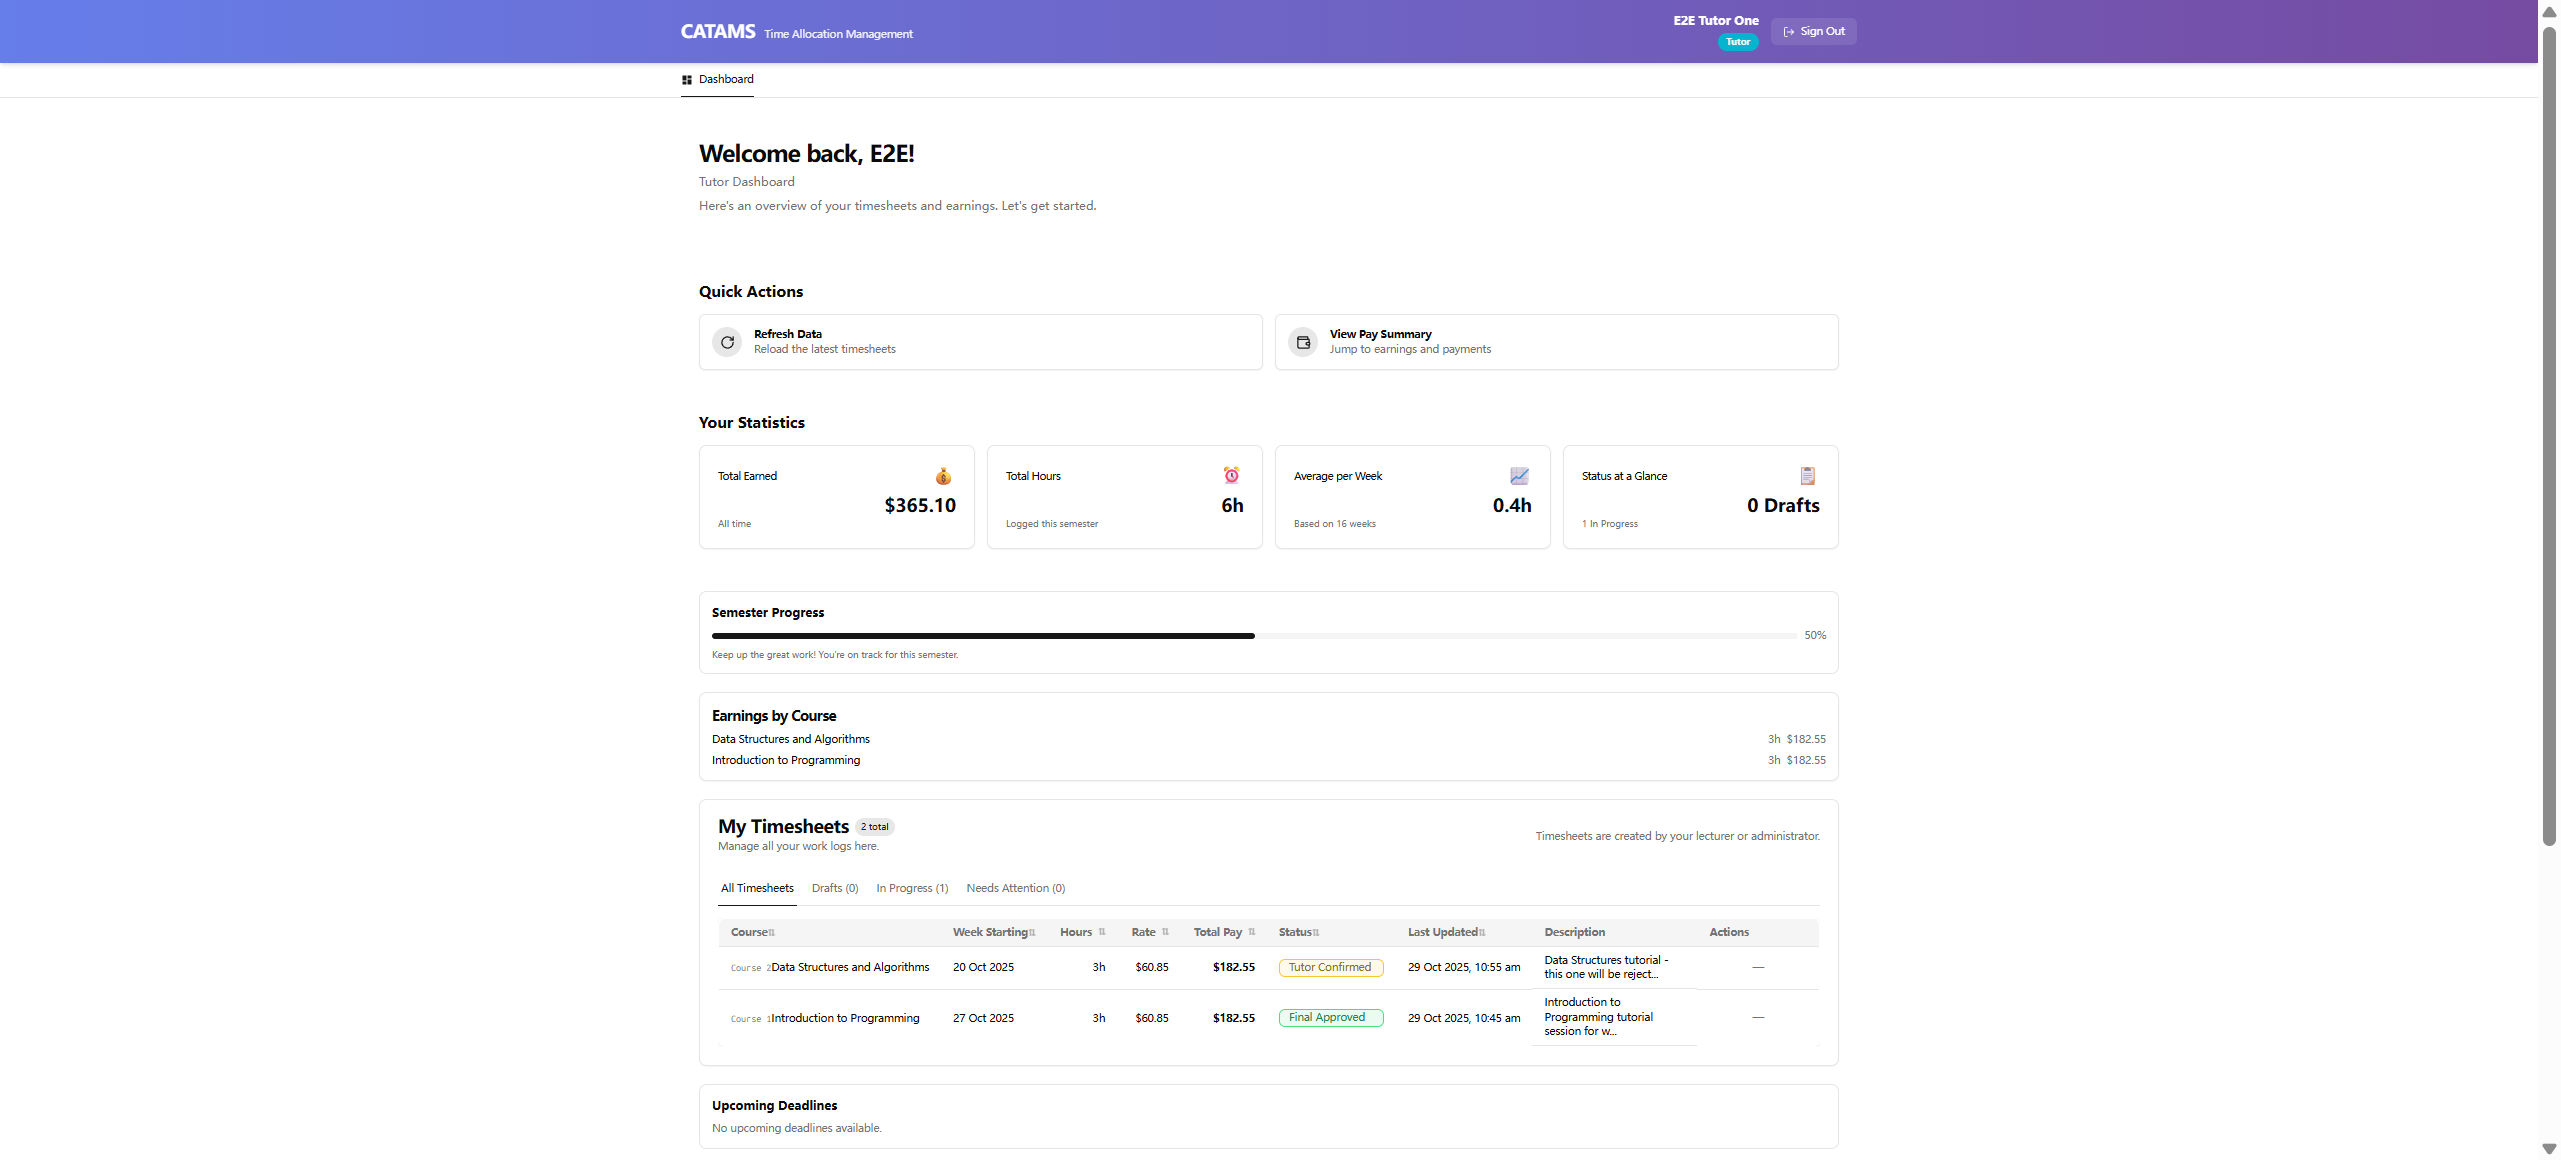 CATAMS Time Allocation Management
E2E Tutor One
Tutor
Sign Out
Dashboard
Welcome back, E2E!
Tutor Dashboard
Here's an overview of your timesheets and earnings. Let's get started.
Quick Actions
Refresh Data
Reload the latest timesheets
View Pay Summary
Jump to earnings and payments
Your Statistics
Total Earned
$365.10
All time
Total Hours
6h
Logged this semester
Average per Week
0.4h
Based on 16 weeks
Status at a Glance
0 Drafts
1 In Progress
Semester Progress
50%
Keep up the great work! You're on track for this semester.
Earnings by Course
Data Structures and Algorithms 3h $182.55
Introduction to Programming 3h $182.55
My Timesheets 2 total
Manage all your work logs here.
Timesheets are created by your lecturer or administrator.
All Timesheets Drafts (0) In Progress (1) Needs Attention (0)
Course Week Starting Hours Rate Total Pay Status Last Updated Description Actions
Course 2 Data Structures and Algorithms 20 Oct 2025 3h $60.85 $182.55 Tutor Confirmed 29 Oct 2025, 10:55 am Data Structures tutorial -
this one will be reject... —
Course 1 Introduction to Programming 27 Oct 2025 3h $60.85 $182.55 Final Approved 29 Oct 2025, 10:45 am Introduction to
Programming tutorial
session for w... —
Upcoming Deadlines
No upcoming deadlines available.